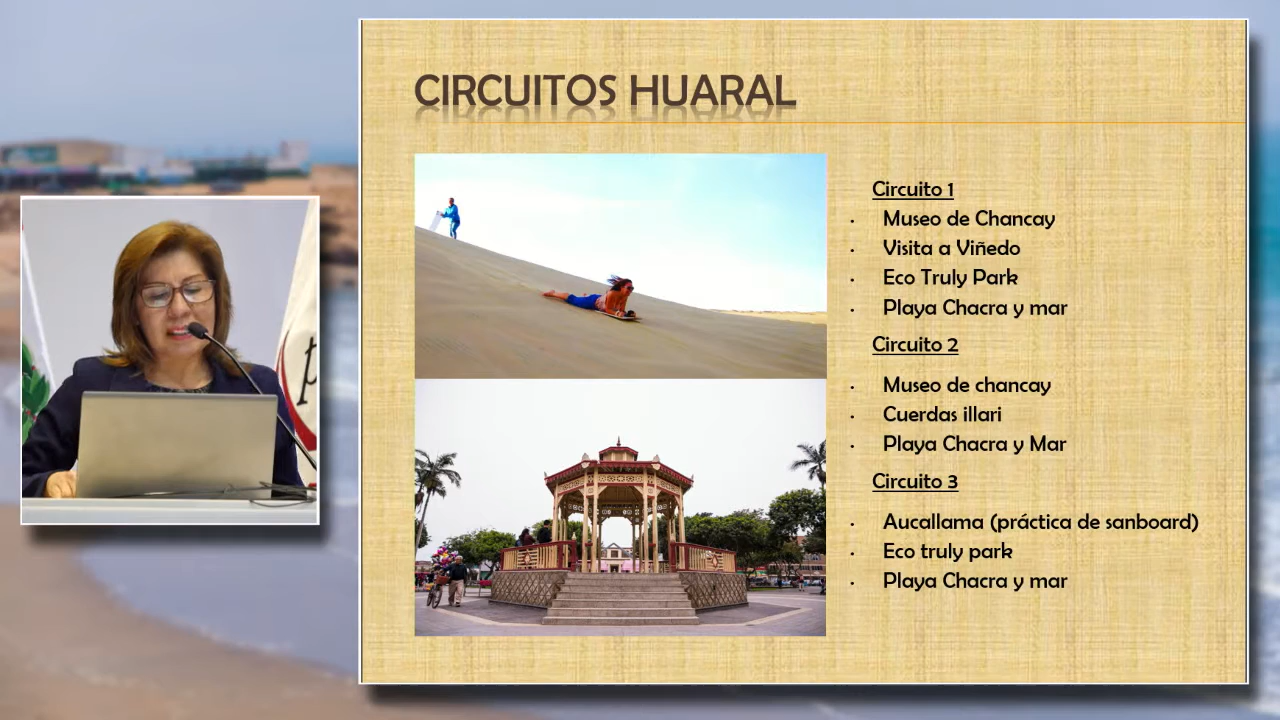 CIRCUITOS HUARAL
Circuito 1
• Museo de Chancay
• Visita a Viñedo
• Eco Truly Park
• Playa Chacra y mar
Circuito 2
• Museo de chancay
• Cuerdas illari
• Playa Chacra y Mar
Circuito 3
• Aucallama (práctica de sanboard)
• Eco truly park
• Playa Chacra y mar